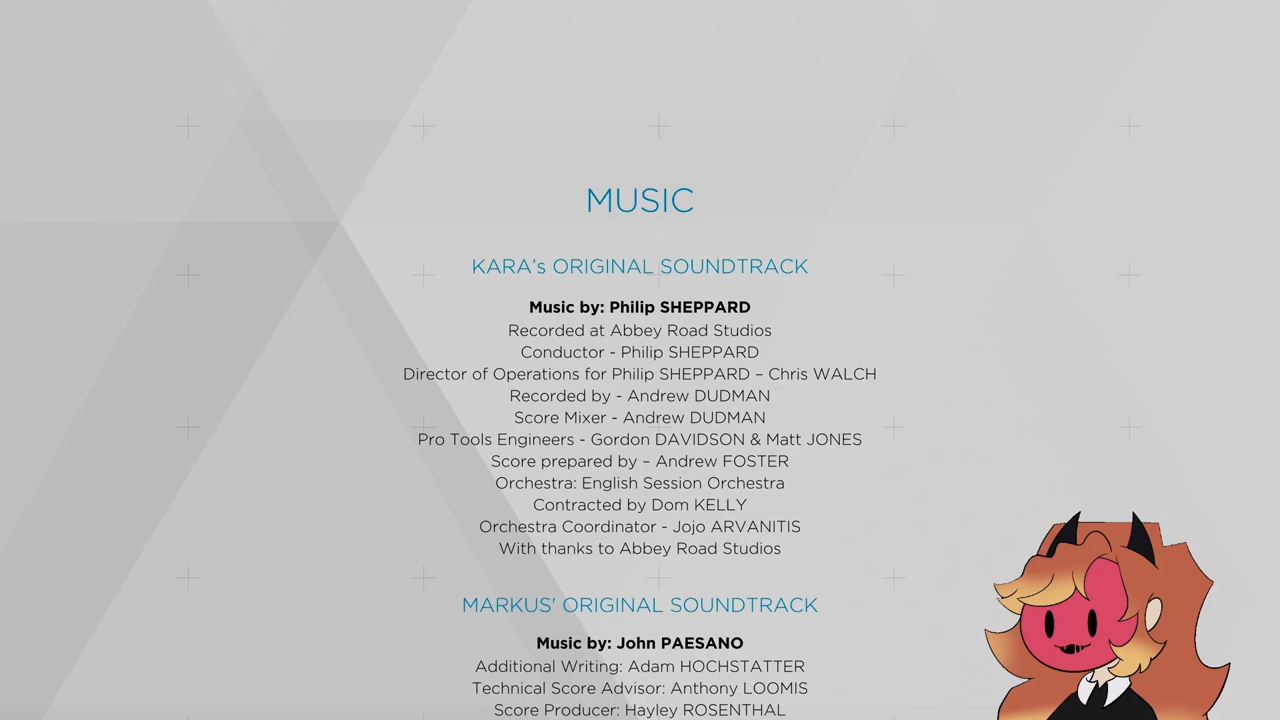 MUSIC
KARA's ORIGINAL SOUNDTRACK
Music by: Philip SHEPPARD
Recorded at Abbey Road Studios
Conductor - Philip SHEPPARD
Director of Operations for Philip SHEPPARD – Chris WALCH
Recorded by - Andrew DUDMAN
Score Mixer - Andrew DUDMAN
Pro Tools Engineers - Gordon DAVIDSON & Matt JONES
Score prepared by – Andrew FOSTER
Orchestra: English Session Orchestra
Contracted by Dom KELLY
Orchestra Coordinator - Jojo ARVANITIS
With thanks to Abbey Road Studios
MARKUS' ORIGINAL SOUNDTRACK
Music by: John PAESANO
Additional Writing: Adam HOCHSTATTER
Technical Score Advisor: Anthony LOOMIS
Score Producer: Hayley ROSENTHAL